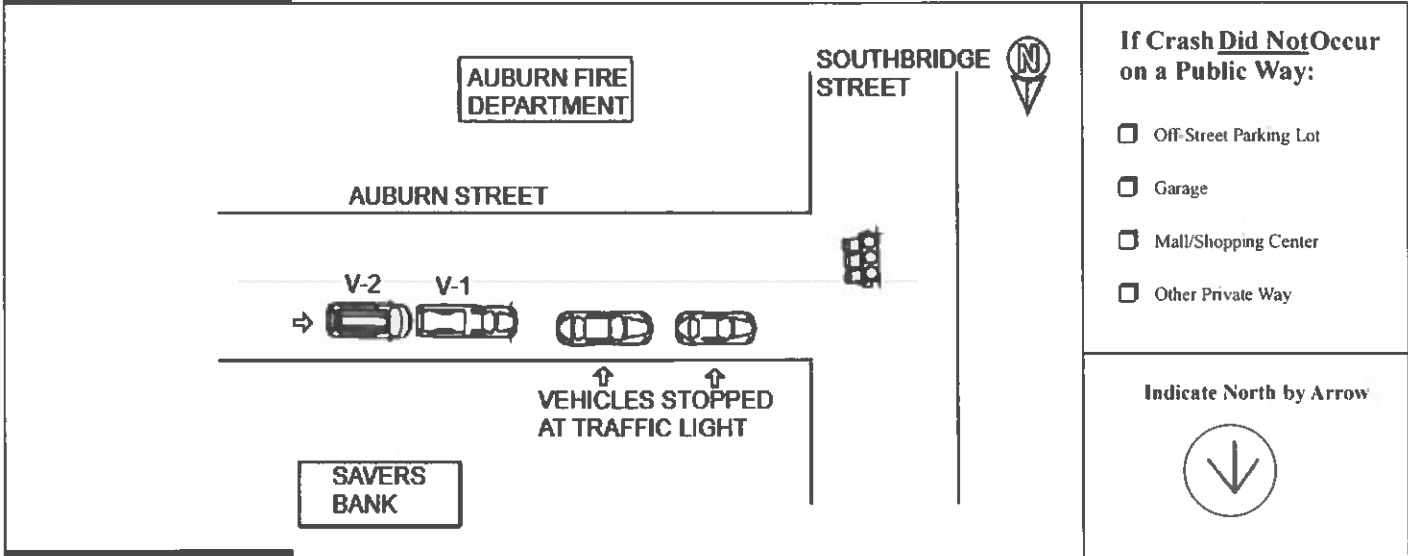 AUBURN FIRE
DEPARTMENT
SOUTHBRIDGE
STREET
N
AUBURN STREET
V-2
V-1
VEHICLES STOPPED
AT TRAFFIC LIGHT
SAVERS
BANK
If Crash Did Not Occur
on a Public Way:
Off-Street Parking Lot
Garage
Mall/Shopping Center
Other Private Way
Indicate North by Arrow